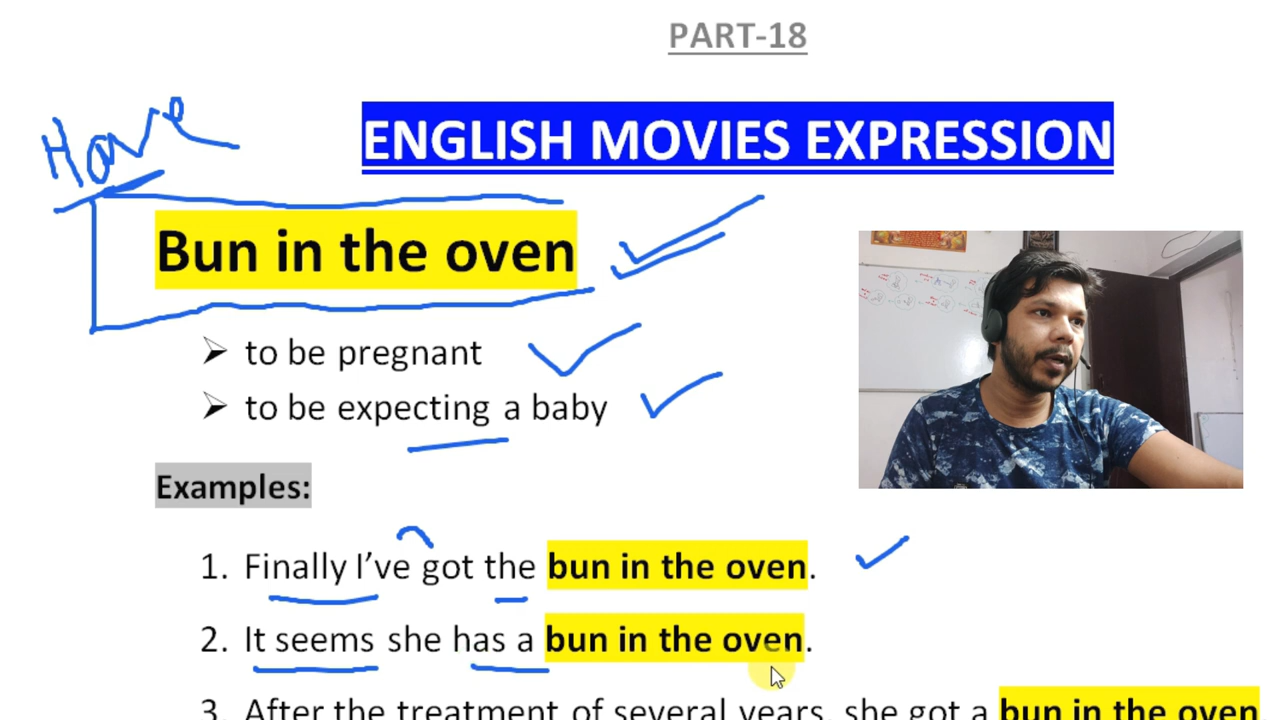 PART-18
Have
ENGLISH MOVIES EXPRESSION
Bun in the oven
➢ to be pregnant
➢ to be expecting a baby
Examples:
1. Finally I've got the bun in the oven.
2. It seems she has a bun in the oven.
3. After the treatment of several years, she got a bun in the oven